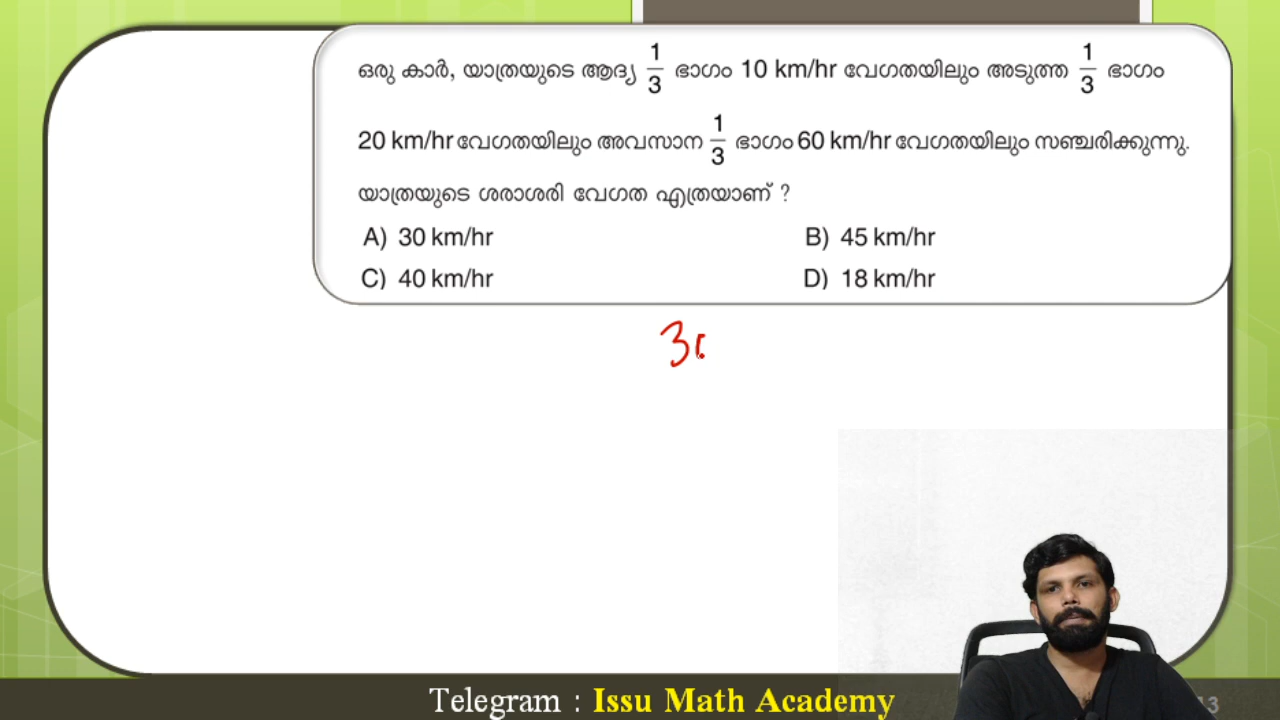 ഒരു കാർ, യാത്രയുടെ ആദ്യ 1/3 ഭാഗം 10 km/hr വേഗതയിലും അടുത്ത 1/3 ഭാഗം
20 km/hr വേഗതയിലും അവസാന 1/3 ഭാഗം 60 km/hr വേഗതയിലും സഞ്ചരിക്കുന്നു.
യാത്രയുടെ ശരാശരി വേഗത എത്രയാണ് ?
A) 30 km/hr B) 45 km/hr
C) 40 km/hr D) 18 km/hr
3
Telegram : Issu Math Academy
13